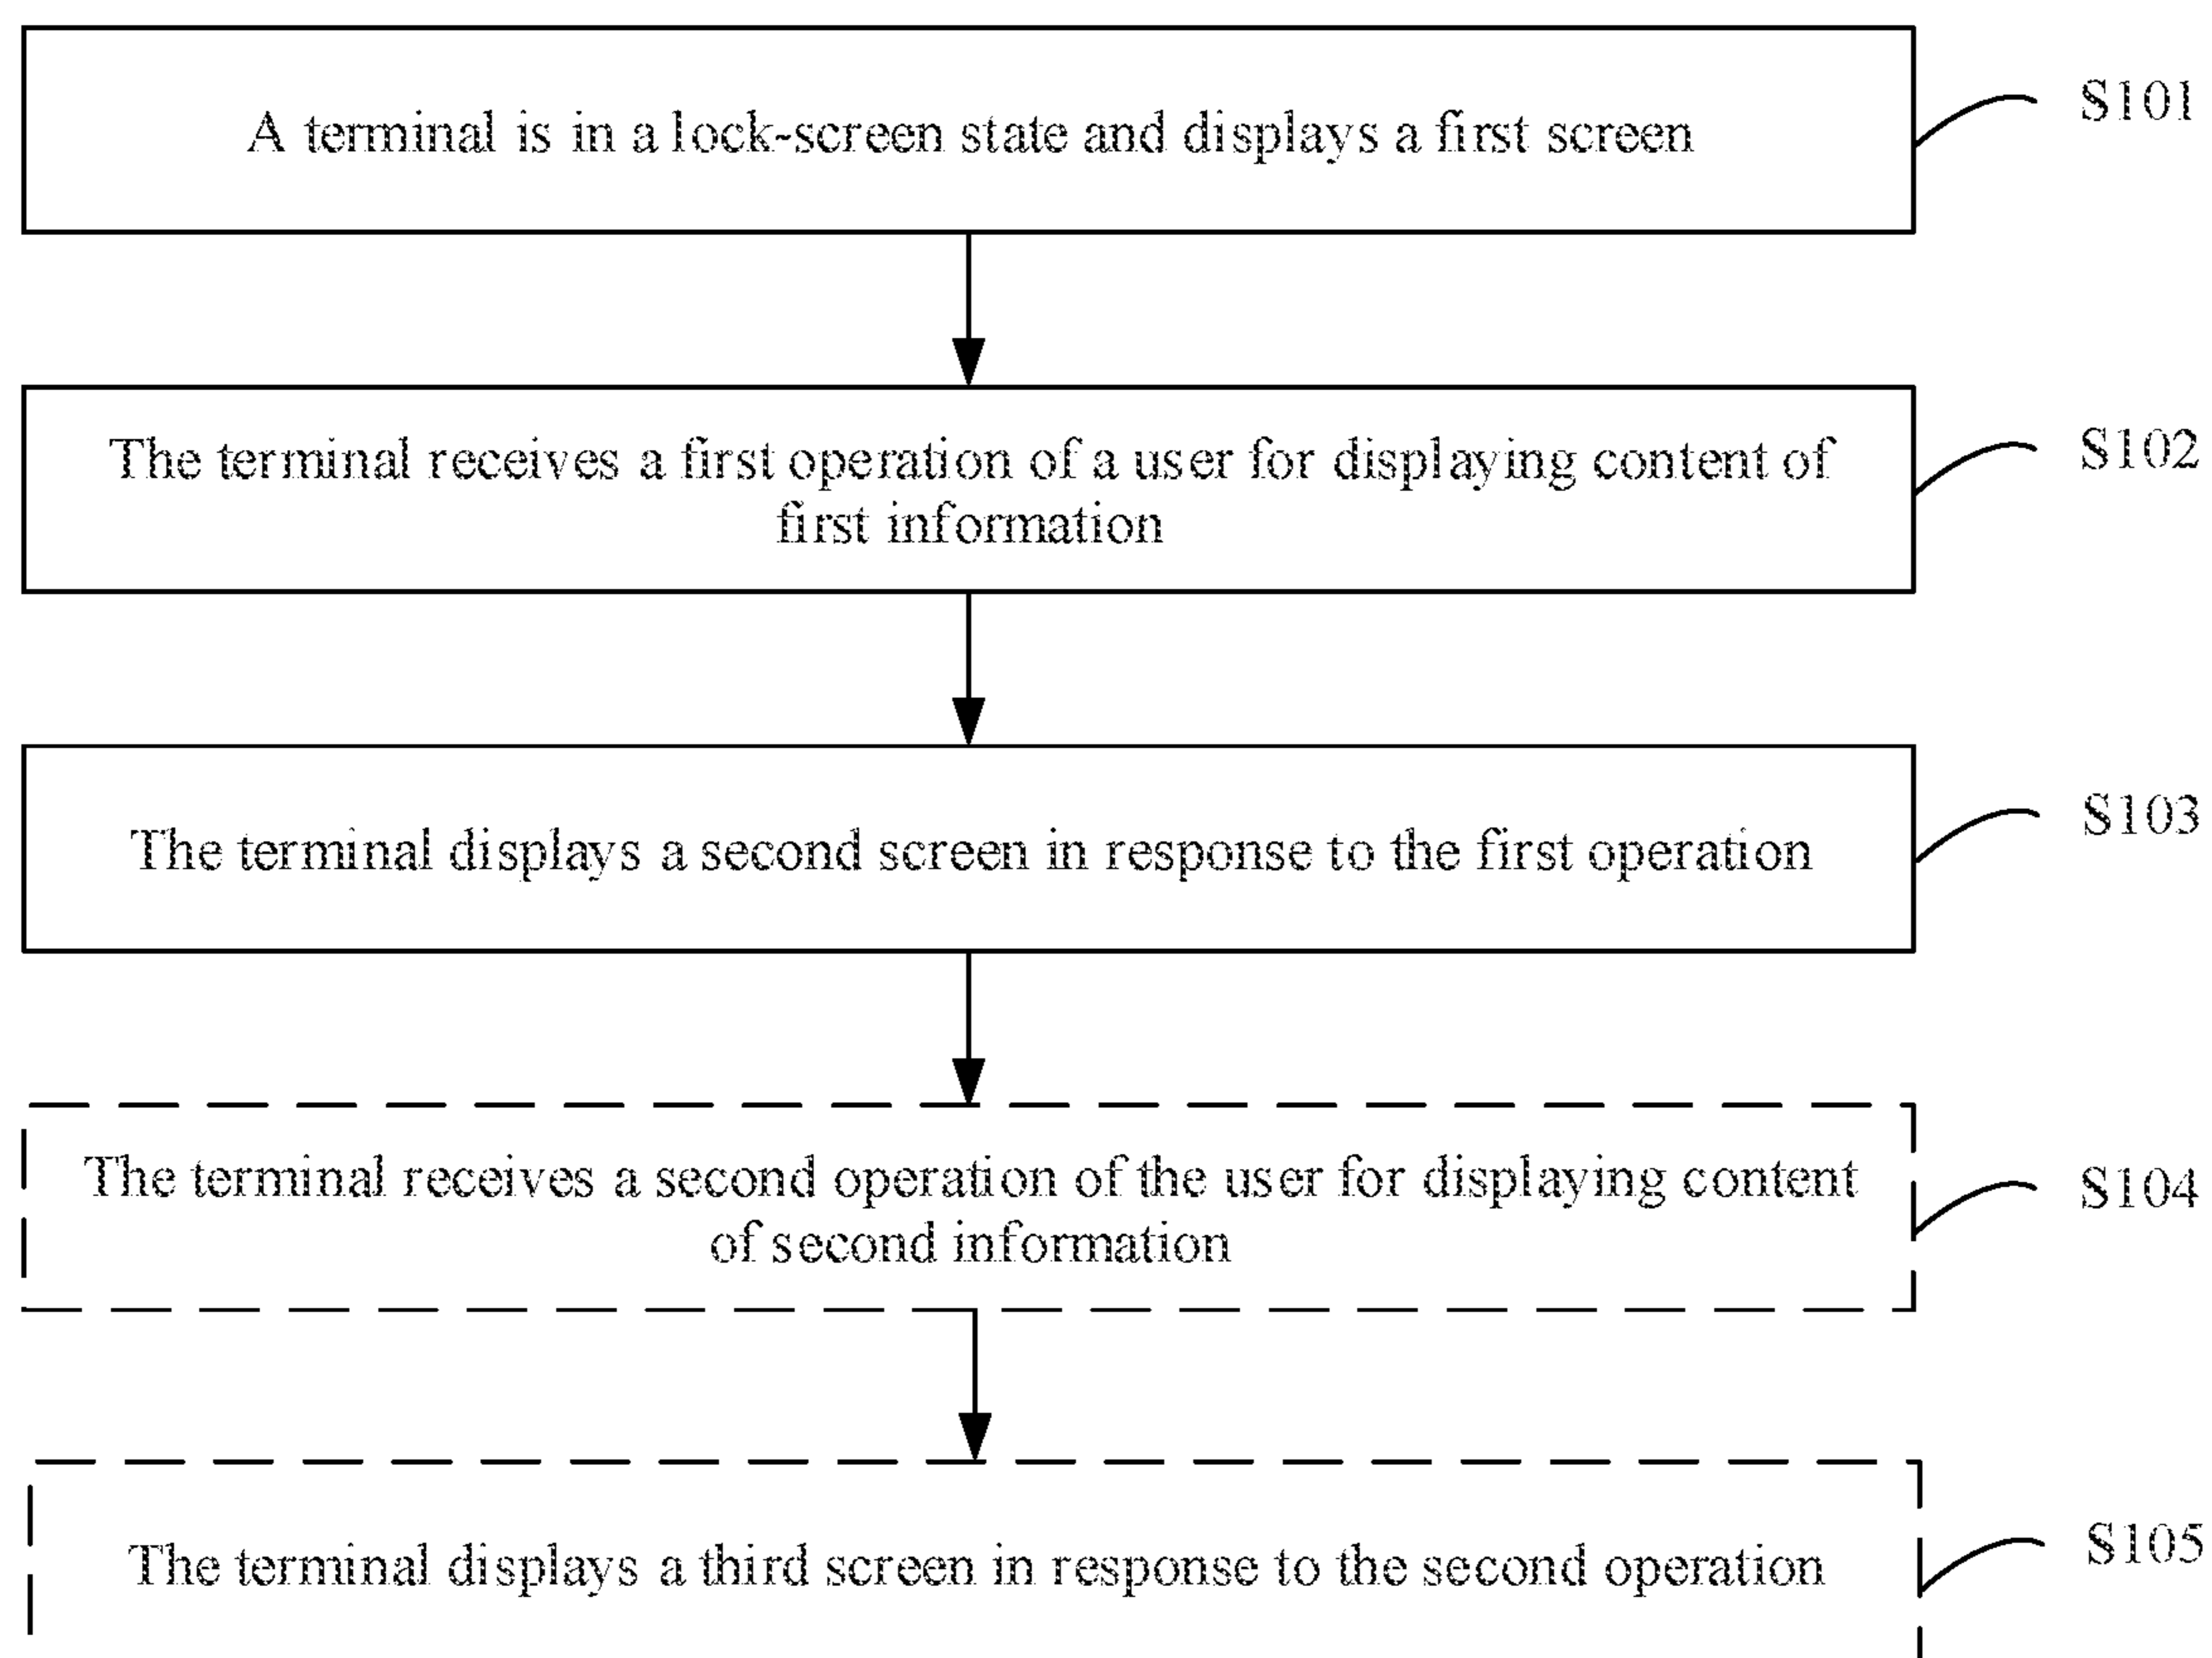 A terminal is in a lock-screen state and displays a first screen
S101
The terminal receives a first operation of a user for displaying content of
first information
S102
The terminal displays a second screen in response to the first operation
S103
The terminal receives a second operation of the user for displaying content
of second information
S104
The terminal displays a third screen in response to the second operation
S105